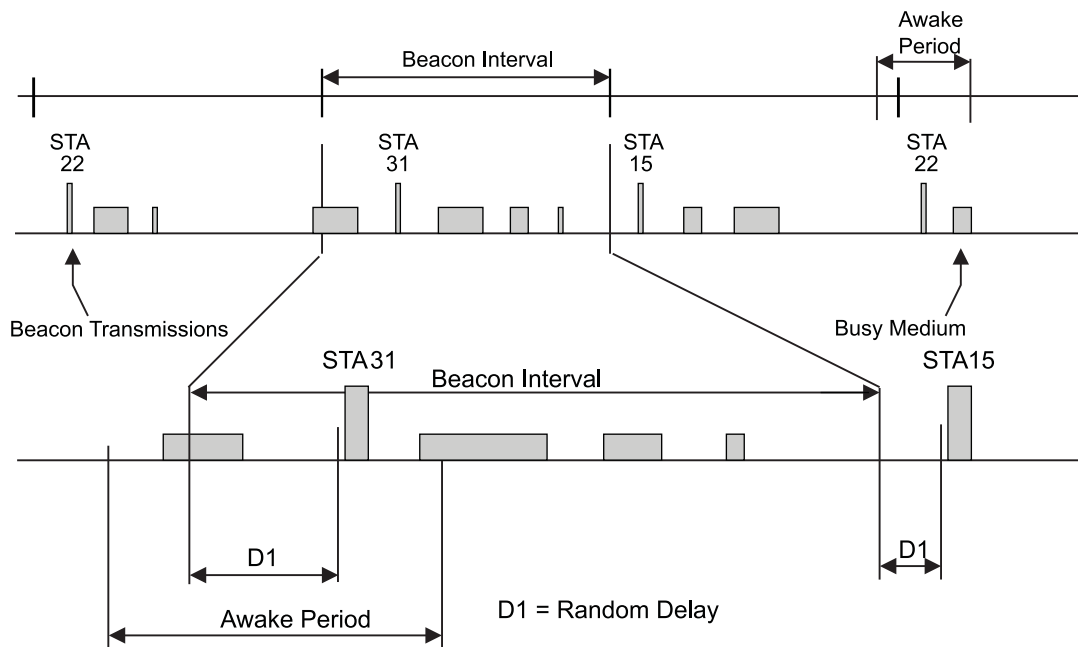 Awake
Period
Beacon Interval
STA
22
STA
31
STA
15
STA
22
Beacon Transmissions
Busy Medium
STA31
Beacon Interval
STA15
D1
D1
Awake Period
D1 = Random Delay